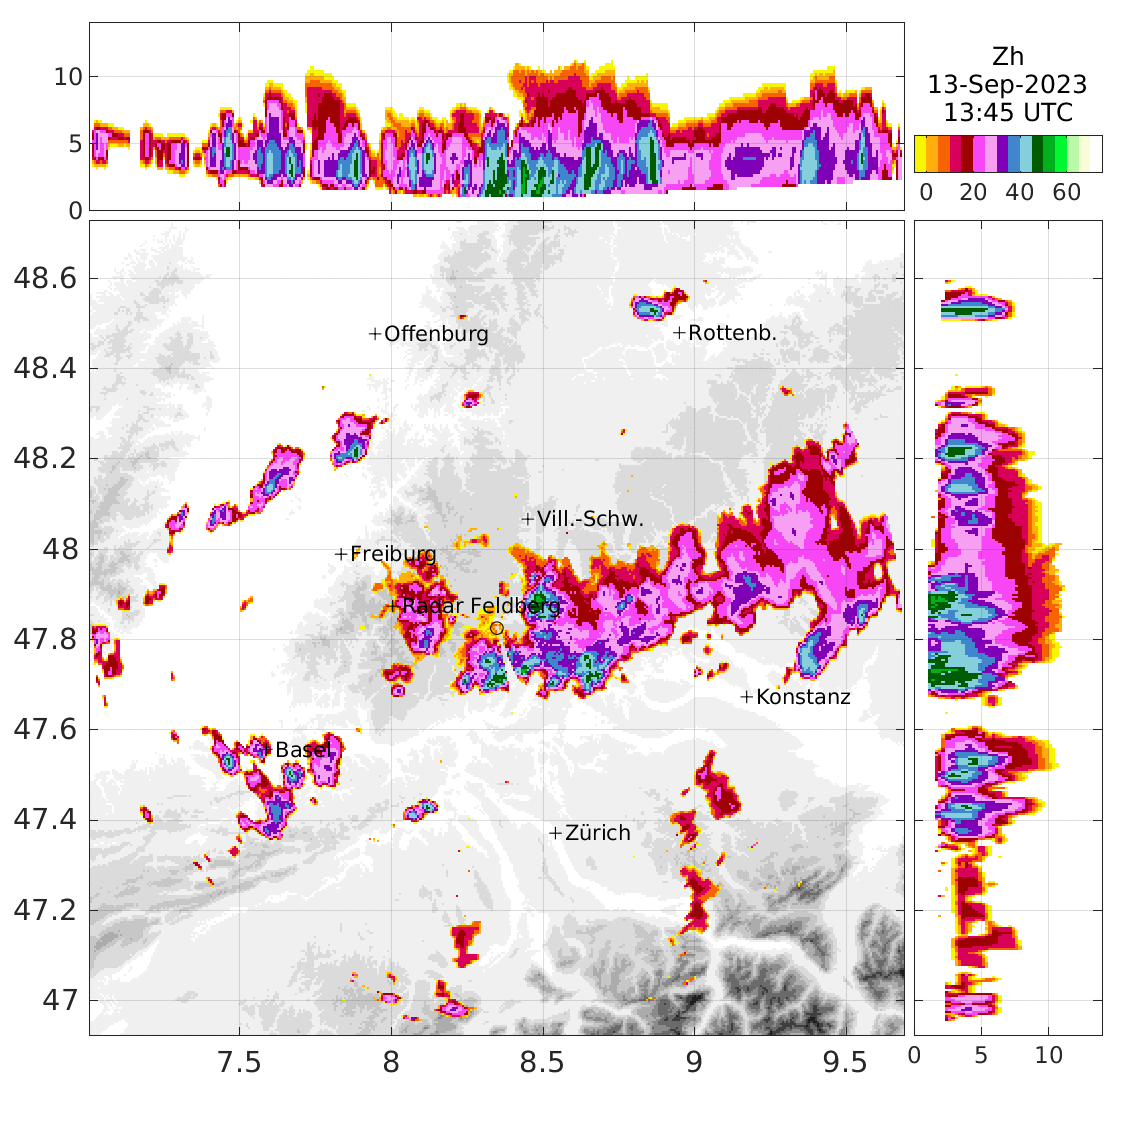 10
5
0
Zh
13-Sep-2023
13:45 UTC
0 20 40 60
48.6
48.4
48.2
48
47.8
47.6
47.4
47.2
47
+Offenburg
+Rottenb.
+Vill.-Schw.
+Freiburg
+Radar Feldberg
+Konstanz
+Basel
+Zürich
7.5 8 8.5 9 9.5
0 5 10